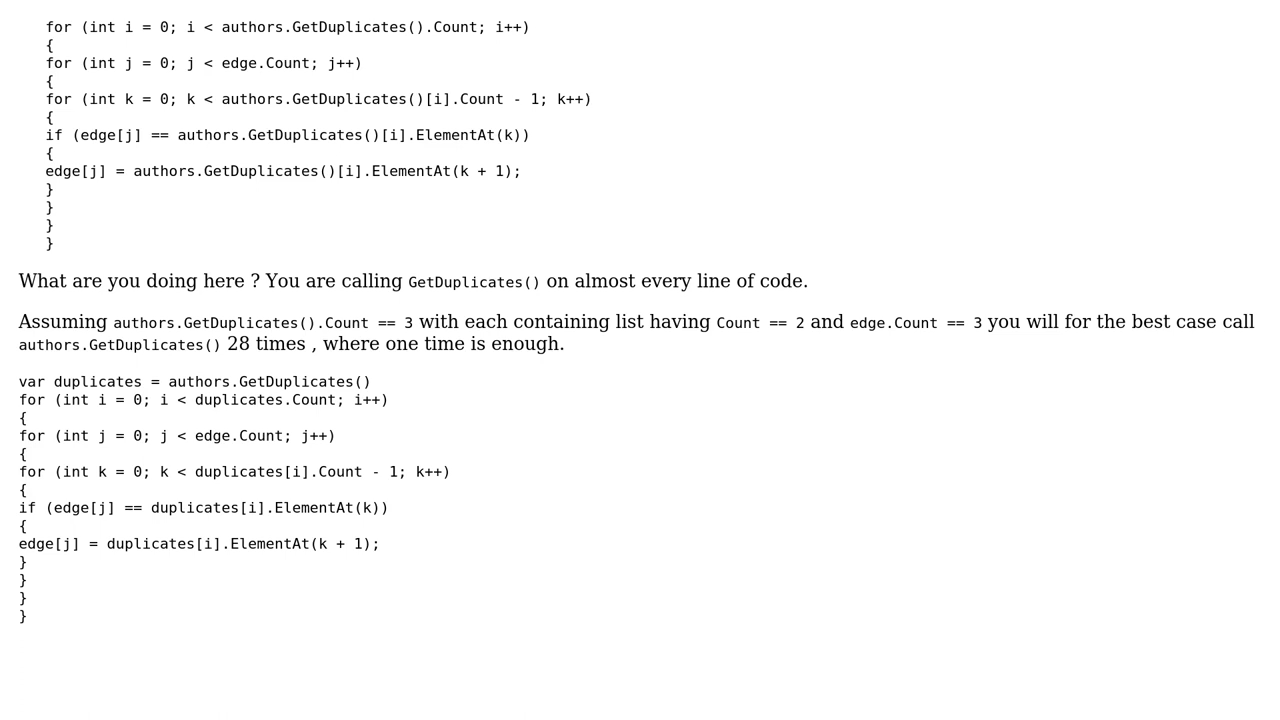 for (int i = 0; i < authors.GetDuplicates().Count; i++)
{
for (int j = 0; j < edge.Count; j++)
{
for (int k = 0; k < authors.GetDuplicates()[i].Count - 1; k++)
{
if (edge[j] == authors.GetDuplicates()[i].ElementAt(k))
{
edge[j] = authors.GetDuplicates()[i].ElementAt(k + 1);
}
}
}
}
What are you doing here ? You are calling GetDuplicates() on almost every line of code.
Assuming authors.GetDuplicates().Count == 3 with each containing list having Count == 2 and edge.Count == 3 you will for the best case call
authors.GetDuplicates() 28 times , where one time is enough.
var duplicates = authors.GetDuplicates()
for (int i = 0; i < duplicates.Count; i++)
{
for (int j = 0; j < edge.Count; j++)
{
for (int k = 0; k < duplicates[i].Count - 1; k++)
{
if (edge[j] == duplicates[i].ElementAt(k))
{
edge[j] = duplicates[i].ElementAt(k + 1);
}
}
}
}